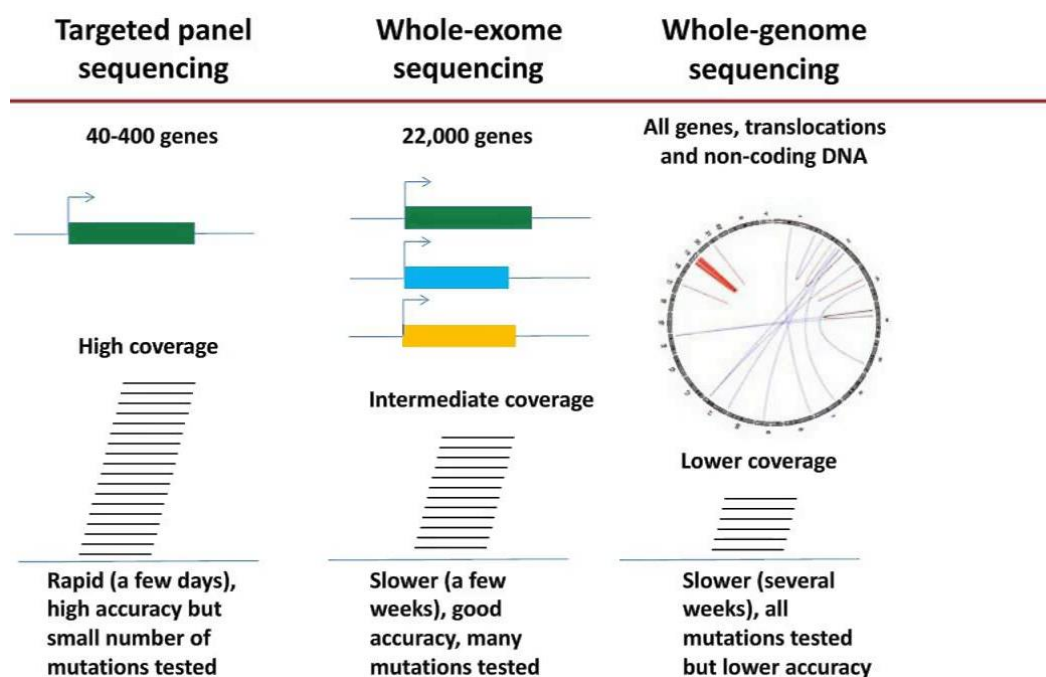 Targeted panel
sequencing
Whole-exome
sequencing
Whole-genome
sequencing
40-400 genes
22,000 genes
All genes, translocations
and non-coding DNA
High coverage
Intermediate coverage
Lower coverage
Rapid (a few days),
high accuracy but
small number of
mutations tested
Slower (a few
weeks), good
accuracy, many
mutations tested
Slower (several
weeks), all
mutations tested
but lower accuracy